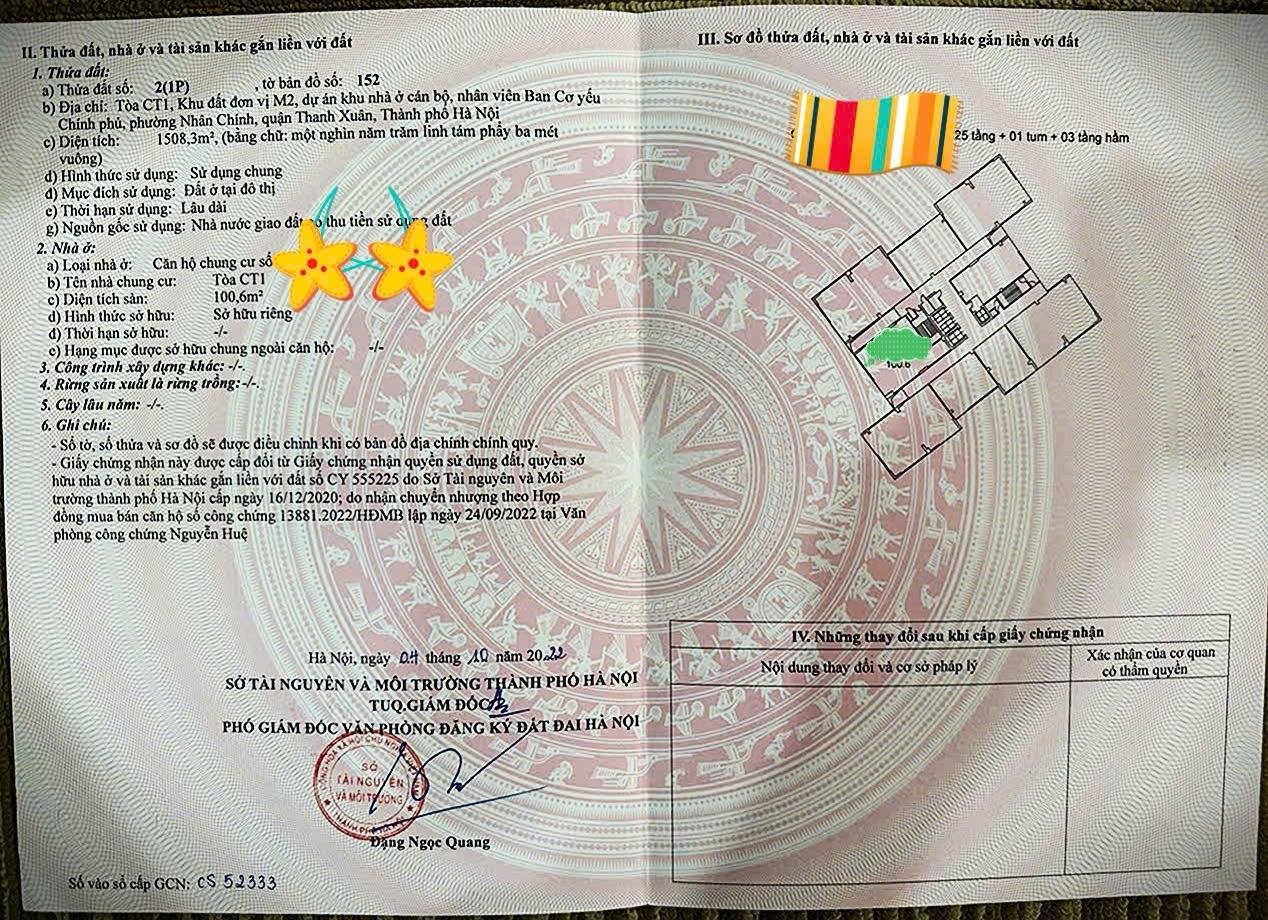 II. Thửa đất, nhà ở và tài sản khác gắn liền với đất
1. Thửa đất:
a) Thửa đất số: 2(1P) , tờ bản đồ số: 152
b) Địa chỉ: Tòa CT1, Khu đất đơn vị M2, dự án khu nhà ở cán bộ, nhân viên Ban Cơ yếu
Chính phủ, phường Nhân Chính, quận Thanh Xuân, Thành phố Hà Nội
c) Diện tích: 1508,3m², (bằng chữ: một nghìn năm trăm linh tám phẩy ba mét
vuông)
d) Hình thức sử dụng: Sử dụng chung
đ) Mục đích sử dụng: Đất ở tại đô thị
e) Thời hạn sử dụng: Lâu dài
g) Nguồn gốc sử dụng: Nhà nước giao đất có thu tiền sử dụng đất
2. Nhà ở:
a) Loại nhà ở: Căn hộ chung cư số
b) Tên nhà chung cư: Tòa CT1
c) Diện tích sàn: 100,6m²
d) Hình thức sở hữu: Sở hữu riêng
đ) Thời hạn sở hữu: -/-
e) Hạng mục được sở hữu chung ngoài căn hộ: -/-
3. Công trình xây dựng khác: -/-.
4. Rừng sản xuất là rừng trồng: -/-.
5. Cây lâu năm: -/-.
6. Ghi chú:
- Số tờ, số thửa và sơ đồ sẽ được điều chỉnh khi có bản đồ địa chính chính quy.
- Giấy chứng nhận này được cấp đổi từ Giấy chứng nhận quyền sử dụng đất, quyền sở
hữu nhà ở và tài sản khác gắn liền với đất số CY 555225 do Sở Tài nguyên và Môi
trường thành phố Hà Nội cấp ngày 16/12/2020; do nhận chuyển nhượng theo Hợp
đồng mua bán căn hộ số công chứng 13881.2022/HĐMB lập ngày 24/09/2022 tại Văn
phòng công chứng Nguyễn Huệ
Hà Nội, ngày 04 tháng 10 năm 2022
SỞ TÀI NGUYÊN VÀ MÔI TRƯỜNG THÀNH PHỐ HÀ NỘI
TUQ.GIÁM ĐỐC
PHÓ GIÁM ĐỐC VĂN PHÒNG ĐĂNG KÝ ĐẤT ĐAI HÀ NỘI
CỘNG HÒA XÃ HỘI CHỦ NGHĨA VIỆT NAM
SỞ
TÀI NGUYÊN
VÀ MÔI TRƯỜNG
THÀNH PHỐ HÀ NỘI
Đặng Ngọc Quang
Số vào sổ cấp GCN: CS 52333
III. Sơ đồ thửa đất, nhà ở và tài sản khác gắn liền với đất
25 tầng + 01 tum + 03 tầng hầm
100.6
IV. Những thay đổi sau khi cấp giấy chứng nhận
Nội dung thay đổi và cơ sở pháp lý
Xác nhận của cơ quan
có thẩm quyền